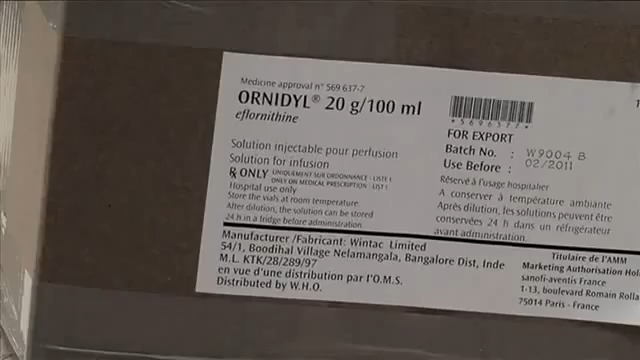 Medicine approval n° 569 637-7
ORNIDYL® 20 g/100 ml
eflornithine
Solution injectable pour perfusion
Solution for infusion
℞ ONLY UNIQUEMENT SUR ORDONNANCE - LISTE I
ONLY ON MEDICAL PRESCRIPTION - LIST I
Hospital use only
Store the vials at room temperature.
After dilution, the solution can be stored
24 h in a fridge before administration.
*5696377*
FOR EXPORT
Batch No. : W9004 B
Use Before : 02/2011
Réservé à l'usage hospitalier
A conserver à température ambiante
Après dilution, les solutions peuvent être
conservées 24 h dans un réfrigérateur
avant administration.
Manufacturer /Fabricant: Wintac Limited
54/1, Boodihal Village Nelamangala, Bangalore Dist, Inde
M.L. KTK/28/289/97
en vue d'une distribution par l'O.M.S.
Distributed by W.H.O.
Titulaire de l'AMM
Marketing Authorisation Hol
sanofi-aventis France
1-13, boulevard Romain Rolla
75014 Paris - France